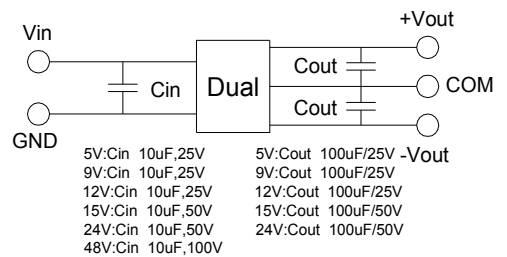 +Vout
Vin
Cout
Cin
Dual
COM
Cout
GND
-Vout
5V:Cin 10uF,25V
5V:Cout 100uF/25V
9V:Cin 10uF,25V
9V:Cout 100uF/25V
12V:Cin 10uF,25V
12V:Cout 100uF/25V
15V:Cin 10uF,50V
15V:Cout 100uF/50V
24V:Cin 10uF,50V
24V:Cout 100uF/50V
48V:Cin 10uF,100V